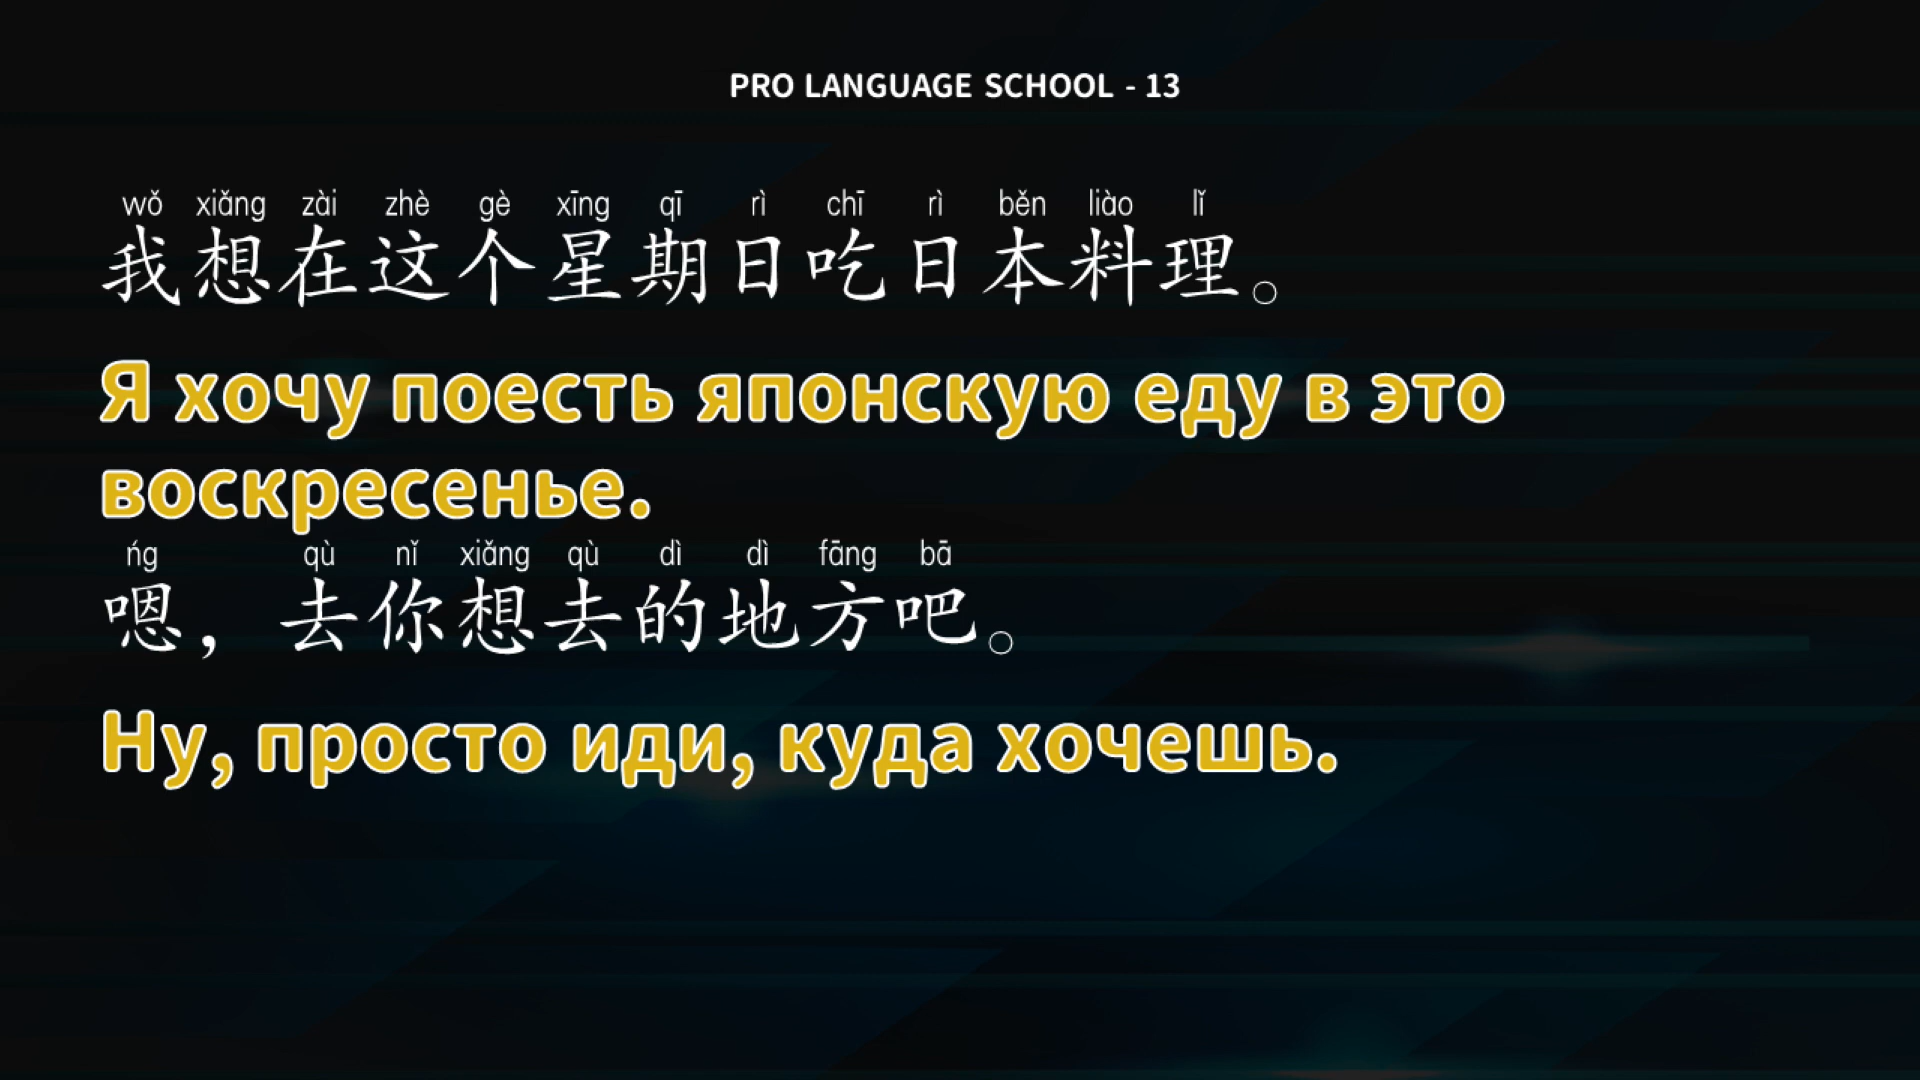 PRO LANGUAGE SCHOOL - 13
wǒ xiǎng zài zhè gè xīng qī rì chī rì běn liào lǐ
我想在这个星期日吃日本料理。
Я хочу поесть японскую еду в это
воскресенье.
ńg qù nǐ xiǎng qù dì dì fāng bā
嗯，去你想去的地方吧。
Ну, просто иди, куда хочешь.